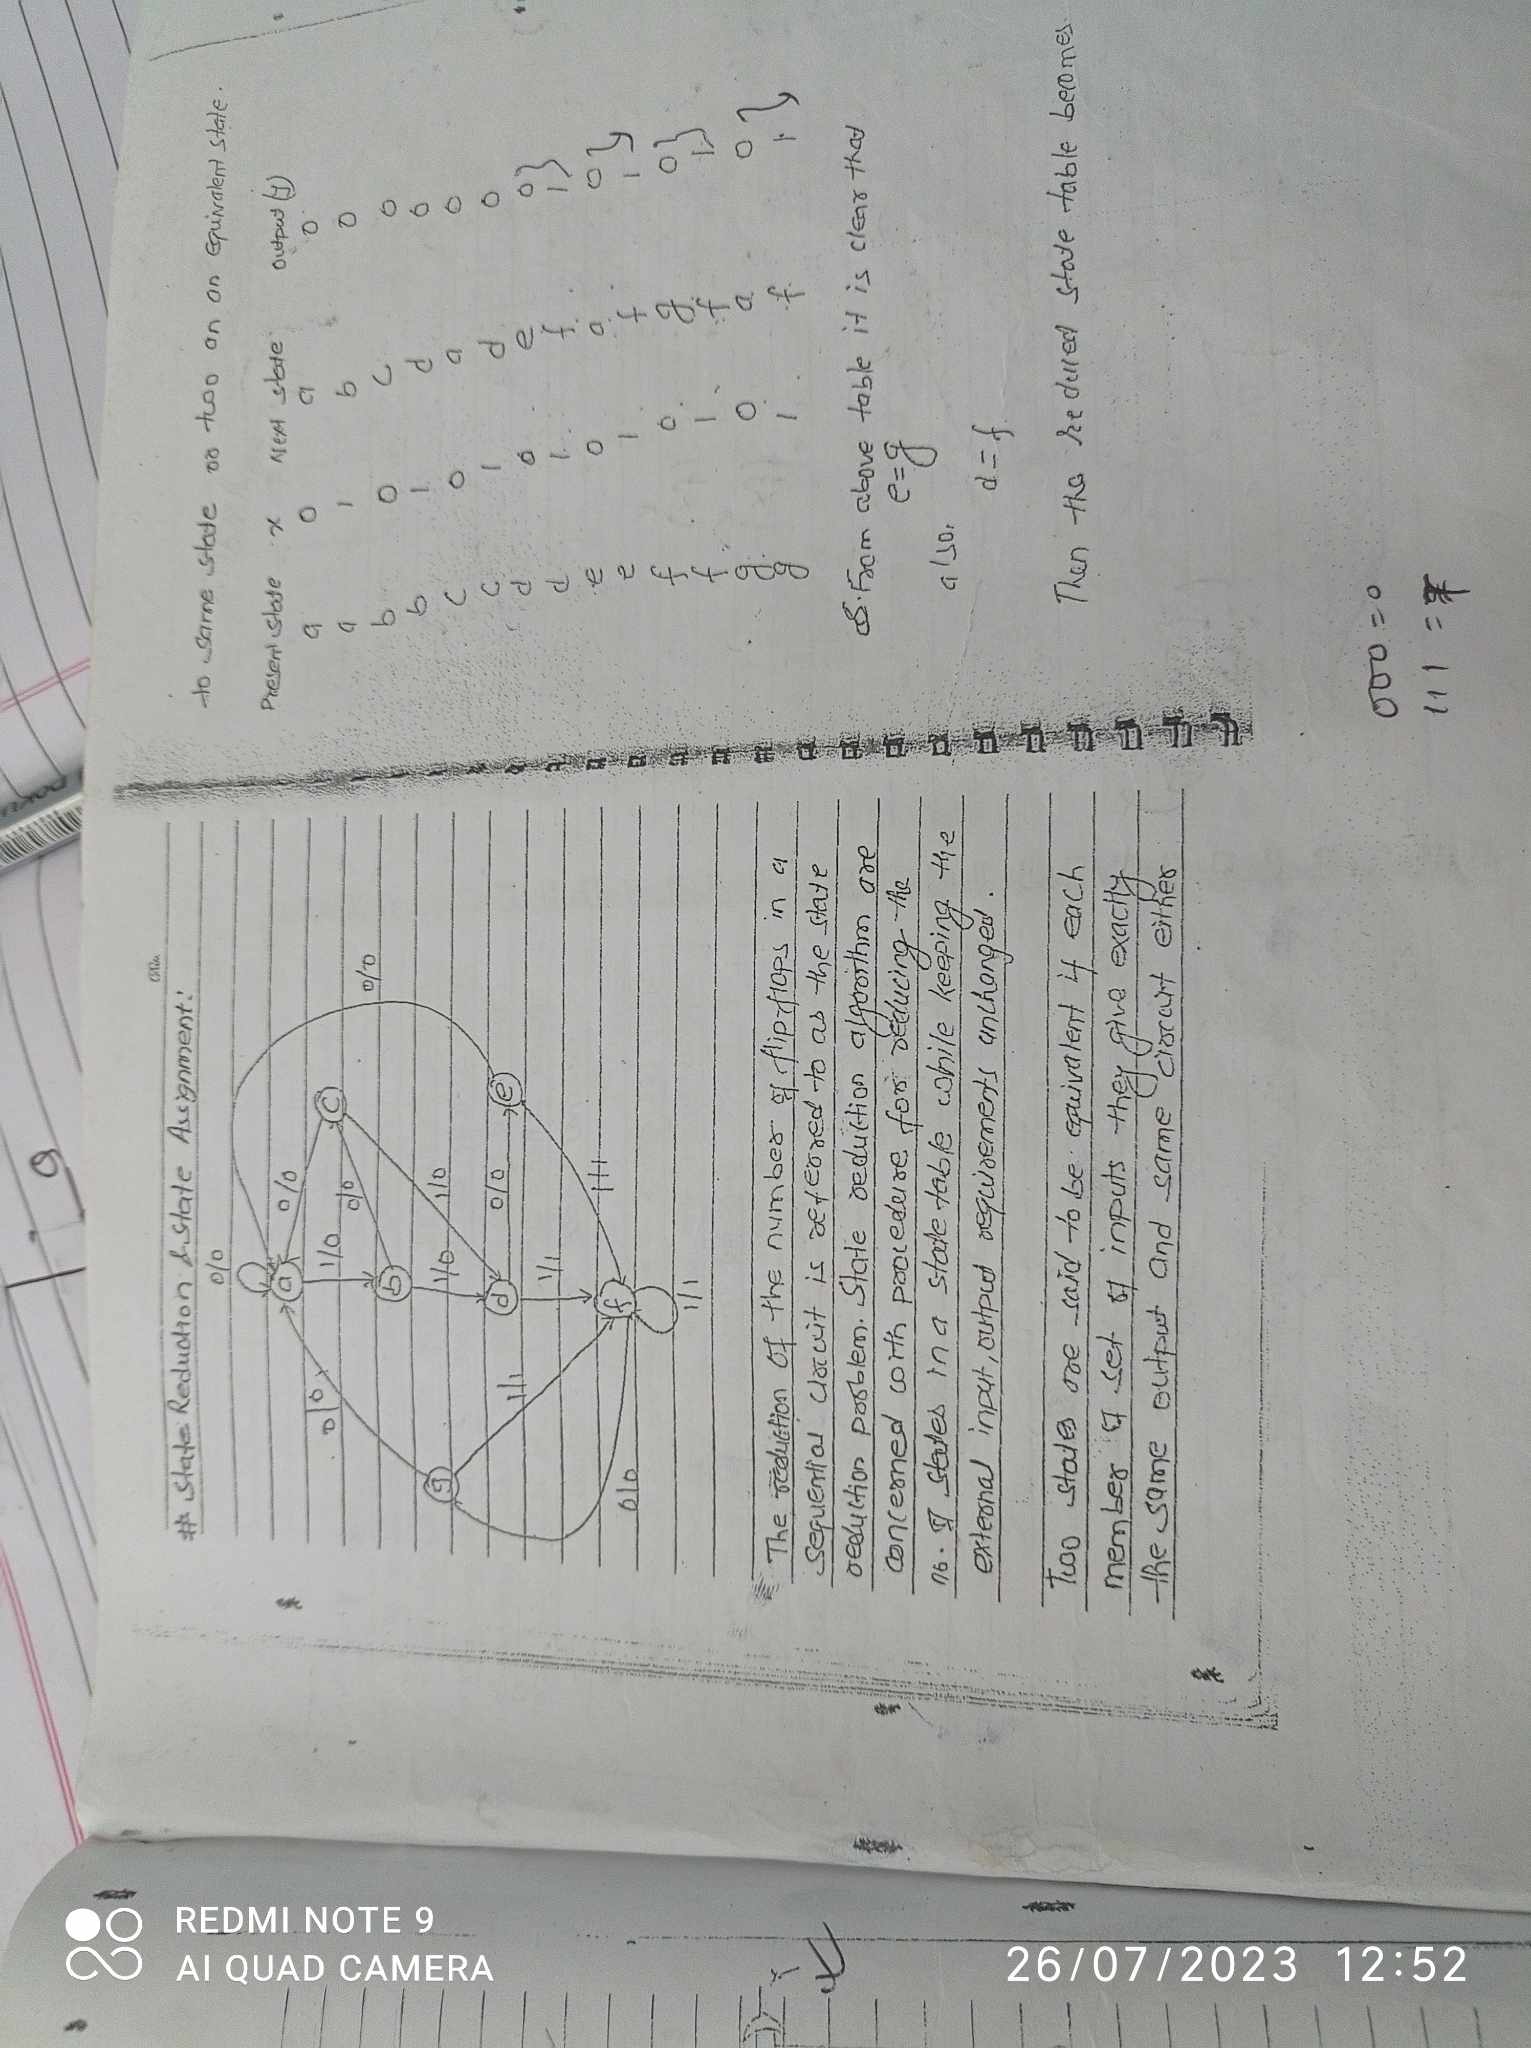 # State Reduction & State Assignment:
0/0
a
0/0
0/0
1/0
0/0
c
0/0
b
1/0
1/0
g
d
0/0
e
1/1
1/1
1/1
f
0/0
1/1
The reduction of the number of flip-flops in a
sequential circuit is referred to as the state
reduction problem. State reduction algorithm are
concerned with procedure for reducing the
no. of states in a state table while keeping the
external input, output requirements unchanged.
Two states are said to be equivalent if each
member of set of inputs they give exactly
the same output and same circuit either
to same state or two an an equivalent state.
Present state x Next state output (y)
a 0 a 0
a 1 b 0
b 0 c 0
b 1 d 0
c 0 a 0
c 1 d 0
d 0 e 0
d 1 f 1
e 0 a 0
e 1 f 1
f 0 g 0
f 1 f 1
g 0 a 0
g 1 f 1
From above table it is clear that
e = g
also,
d = f
Then the reduced state table becomes
000 = 0
111 =
9
REDMI NOTE 9
AI QUAD CAMERA
26/07/2023 12:52